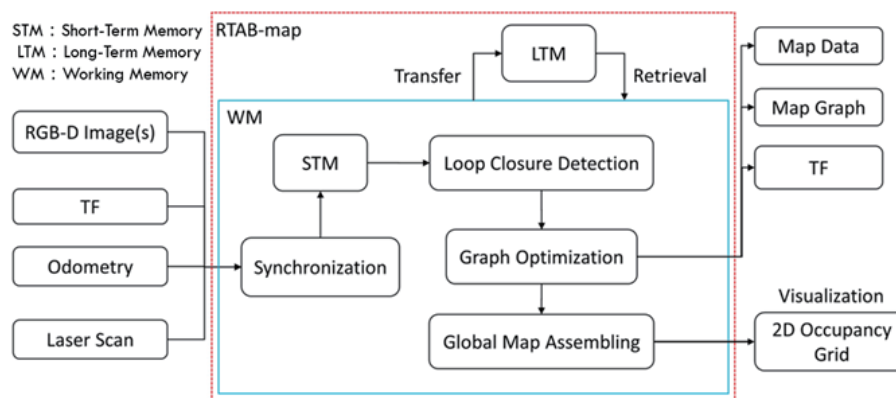 STM : Short-Term Memory
LTM : Long-Term Memory
WM : Working Memory
RTAB-map
LTM
Transfer
Retrieval
WM
RGB-D Image(s)
TF
Odometry
Laser Scan
Synchronization
STM
Loop Closure Detection
Graph Optimization
Global Map Assembling
Map Data
Map Graph
TF
Visualization
2D Occupancy
Grid